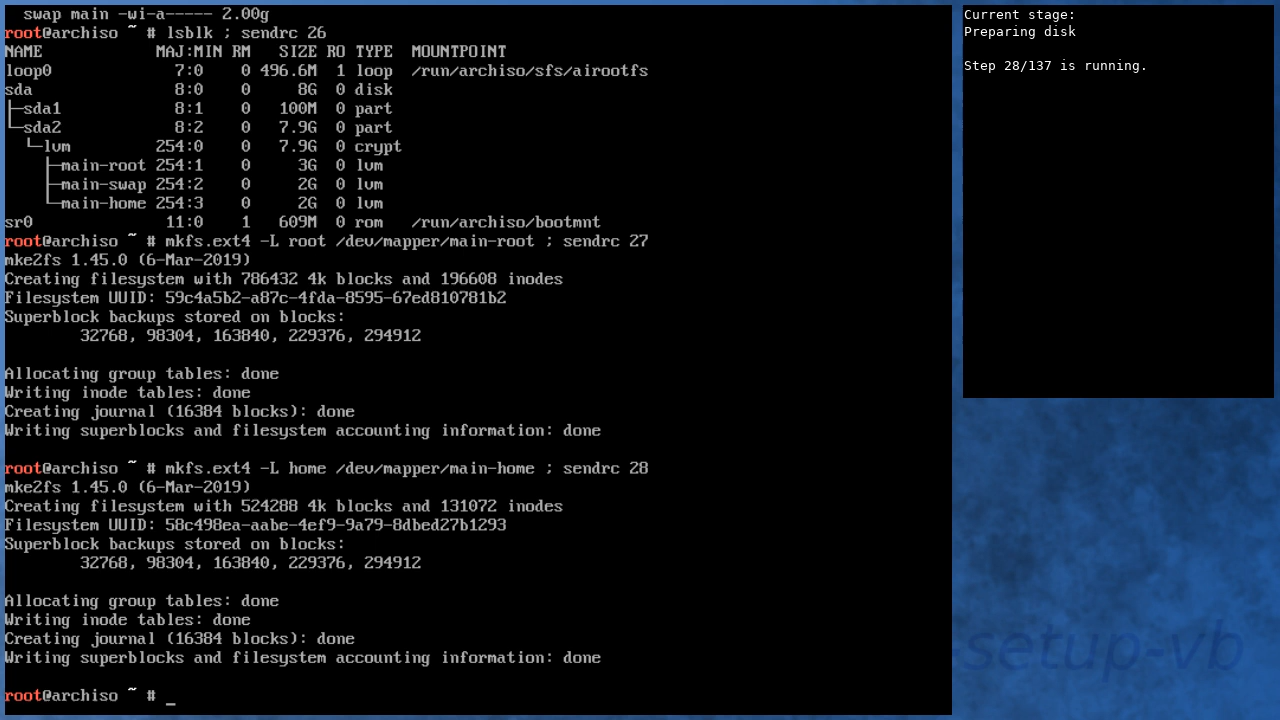 swap main -wi-a----- 2.00g
root@archiso ~ # lsblk ; sendrc 26
NAME            MAJ:MIN RM   SIZE RO TYPE  MOUNTPOINT
loop0             7:0    0 496.6M  1 loop  /run/archiso/sfs/airootfs
sda               8:0    0     8G  0 disk
├─sda1            8:1    0   100M  0 part
└─sda2            8:2    0   7.9G  0 part
  └─lvm         254:0    0   7.9G  0 crypt
    ├─main-root 254:1    0     3G  0 lvm
    ├─main-swap 254:2    0     2G  0 lvm
    └─main-home 254:3    0     2G  0 lvm
sr0              11:0    1   609M  0 rom   /run/archiso/bootmnt
root@archiso ~ # mkfs.ext4 -L root /dev/mapper/main-root ; sendrc 27
mke2fs 1.45.0 (6-Mar-2019)
Creating filesystem with 786432 4k blocks and 196608 inodes
Filesystem UUID: 59c4a5b2-a87c-4fda-8595-67ed810781b2
Superblock backups stored on blocks:
        32768, 98304, 163840, 229376, 294912

Allocating group tables: done
Writing inode tables: done
Creating journal (16384 blocks): done
Writing superblocks and filesystem accounting information: done

root@archiso ~ # mkfs.ext4 -L home /dev/mapper/main-home ; sendrc 28
mke2fs 1.45.0 (6-Mar-2019)
Creating filesystem with 524288 4k blocks and 131072 inodes
Filesystem UUID: 58c498ea-aabe-4ef9-9a79-8dbed27b1293
Superblock backups stored on blocks:
        32768, 98304, 163840, 229376, 294912

Allocating group tables: done
Writing inode tables: done
Creating journal (16384 blocks): done
Writing superblocks and filesystem accounting information: done

root@archiso ~ # _
Current stage:
Preparing disk

Step 28/137 is running.
-setup-vb